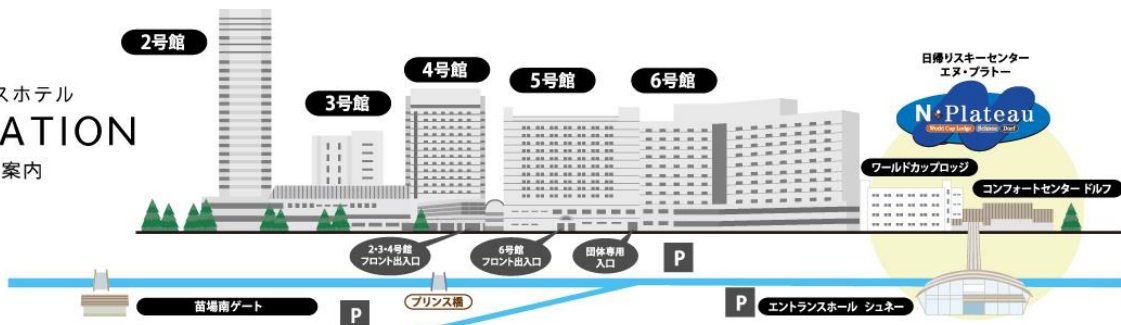 2号館
スホテル
ATION
案内
3号館
4号館
5号館
6号館
日帰りスキーセンター
エヌ・プラトー
N・Plateau
World Cup Lodge
Dorf
ワールドカップロッジ
コンフォートセンター ドルフ
2・3・4号館
フロント出入口
6号館
フロント出入口
団体専用
入口
P
苗場南ゲート
P
プリンス橋
P
エントランスホール シュネー